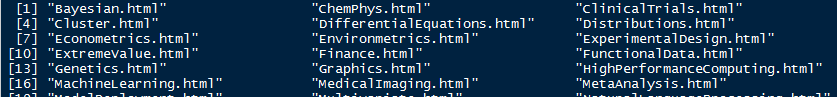 [1] "Bayesian.html" "ChemPhys.html" "ClinicalTrials.html"
[4] "Cluster.html" "DifferentialEquations.html" "Distributions.html"
[7] "Econometrics.html" "Environmetrics.html" "ExperimentalDesign.html"
[10] "ExtremeValue.html" "Finance.html" "FunctionalData.html"
[13] "Genetics.html" "Graphics.html" "HighPerformanceComputing.html"
[16] "MachineLearning.html" "MedicalImaging.html" "MetaAnalysis.html"